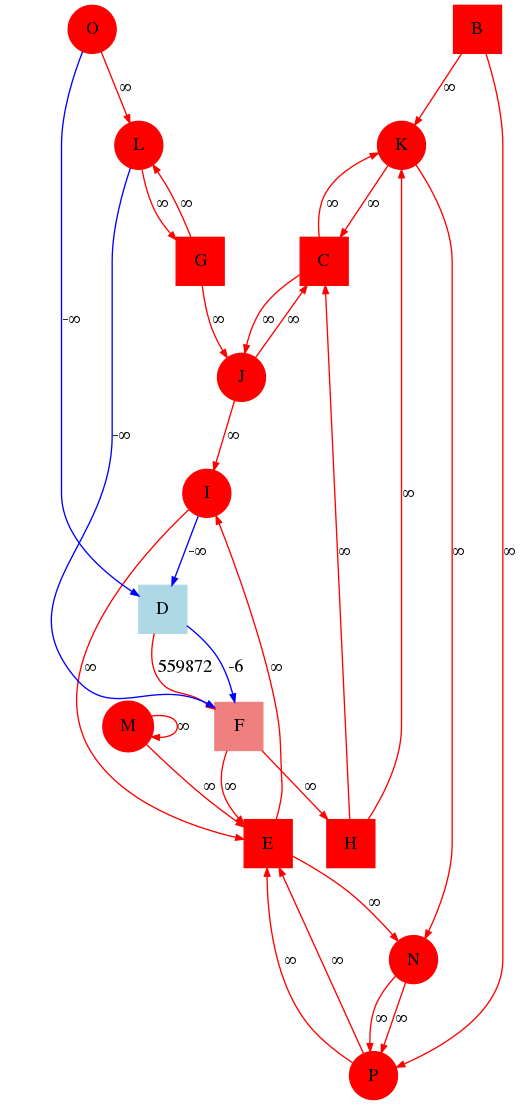 O B
∞ ∞
L K
∞ ∞ ∞ ∞
G C
-∞ ∞ ∞ ∞
J
-∞ ∞
I
∞ ∞
-∞ ∞ ∞ ∞
D
∞ 559872 -6 ∞
M ∞ F
∞ ∞ ∞
E H
∞
∞ ∞ N
∞ ∞
P